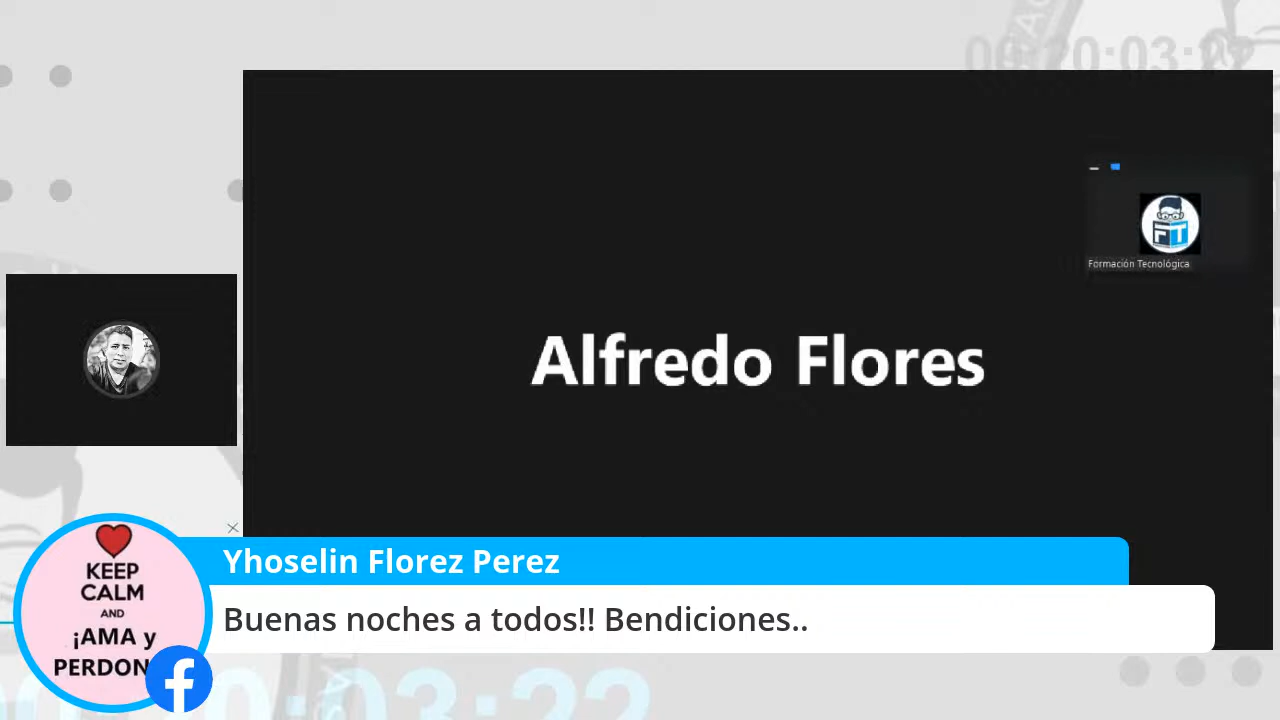 Formación Tecnológica
Alfredo Flores
KEEP
CALM
AND
¡AMA y
PERDON
Yhoselin Florez Perez
Buenas noches a todos!! Bendiciones..